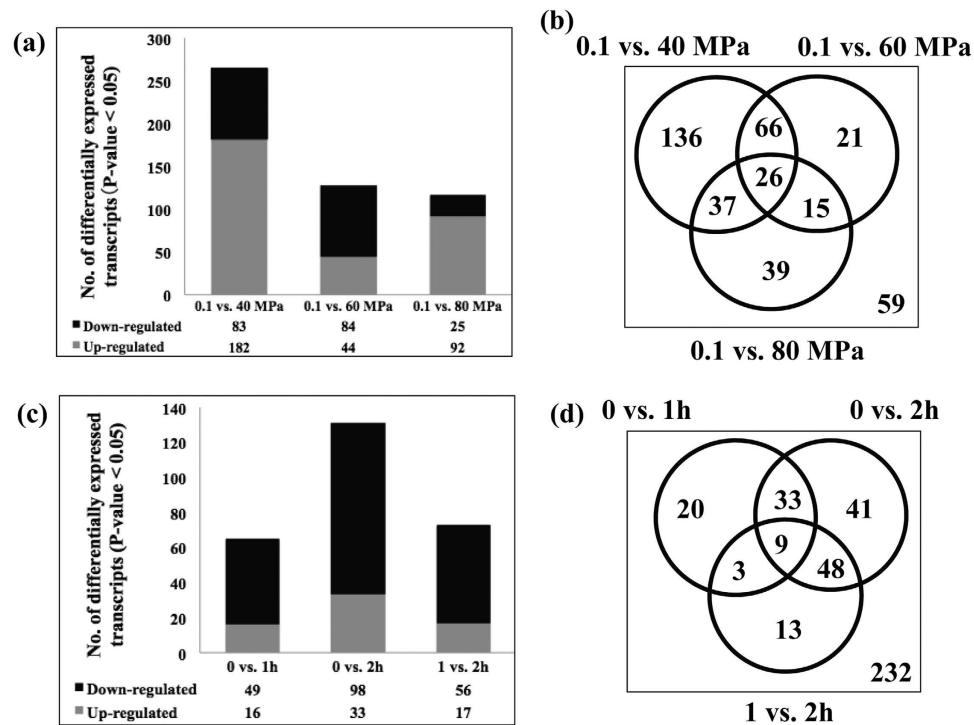 (a)
No. of differentially expressed
transcripts (P-value < 0.05)
300
250
200
150
100
50
0
0.1 vs. 40 MPa 0.1 vs. 60 MPa 0.1 vs. 80 MPa
Down-regulated 83 84 25
Up-regulated 182 44 92
(b)
0.1 vs. 40 MPa 0.1 vs. 60 MPa
136 66 21
26
37 15
39
59
0.1 vs. 80 MPa
(c)
No. of differentially expressed
transcripts (P-value < 0.05)
140
120
100
80
60
40
20
0
0 vs. 1h 0 vs. 2h 1 vs. 2h
Down-regulated 49 98 56
Up-regulated 16 33 17
(d)
0 vs. 1h 0 vs. 2h
20 33 41
9
3 48
13
232
1 vs. 2h